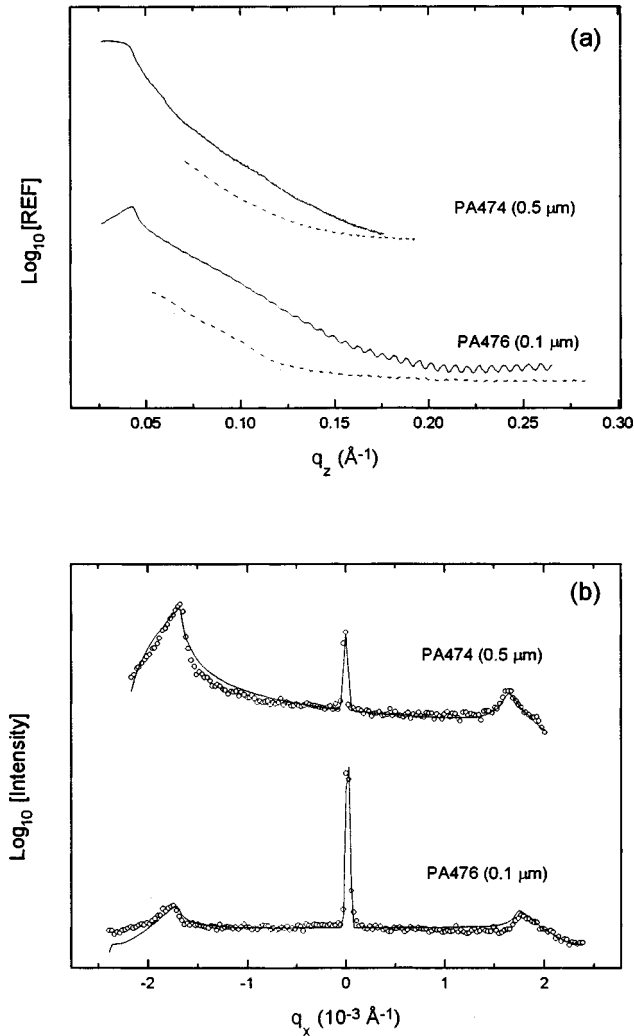 (a)
Log10 [REF]
PA474 (0.5 μm)
PA476 (0.1 μm)
0.05 0.10 0.15 0.20 0.25 0.30
qz (Å-1)
(b)
Log10 [Intensity]
PA474 (0.5 μm)
PA476 (0.1 μm)
-2 -1 0 1 2
qx (10-3 Å-1)